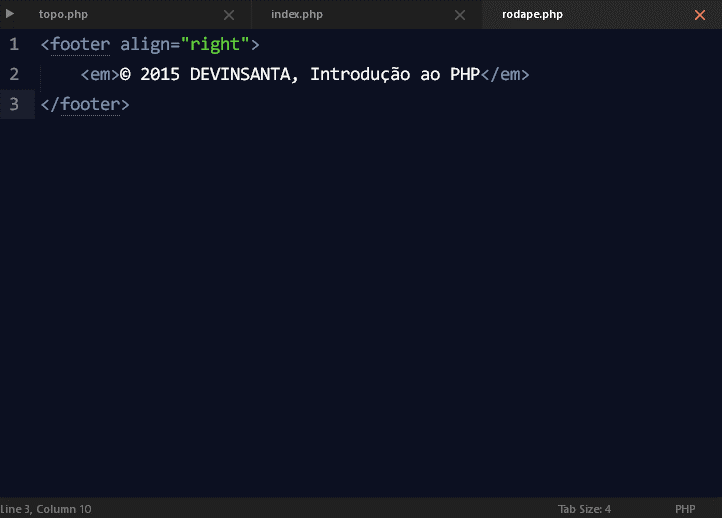 topo.php
index.php
rodape.php
1 <footer align="right">
2 <em>© 2015 DEVINSANTA, Introdução ao PHP</em>
3 </footer>
Line 3, Column 10
Tab Size: 4
PHP